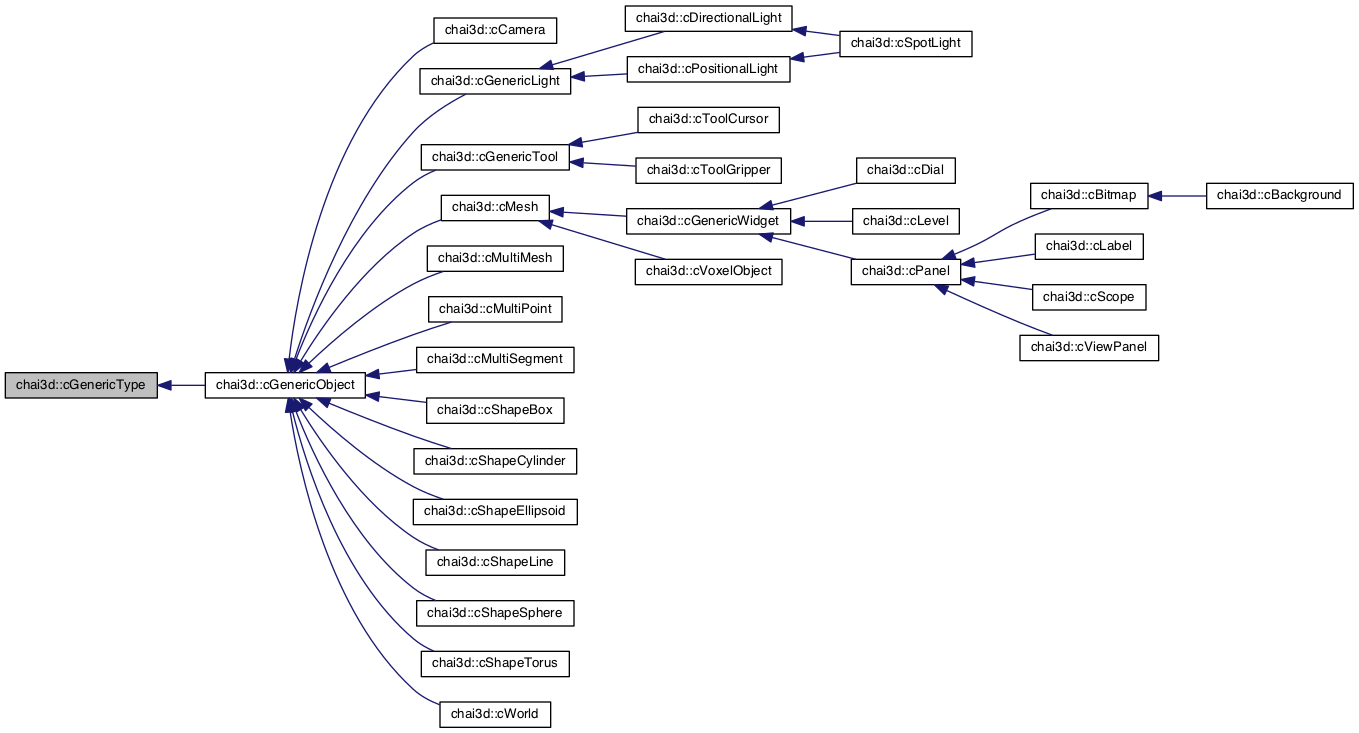 chai3d::cGenericType
chai3d::cGenericObject
chai3d::cCamera
chai3d::cGenericLight
chai3d::cDirectionalLight
chai3d::cPositionalLight
chai3d::cSpotLight
chai3d::cGenericTool
chai3d::cToolCursor
chai3d::cToolGripper
chai3d::cMesh
chai3d::cGenericWidget
chai3d::cDial
chai3d::cLevel
chai3d::cPanel
chai3d::cBitmap
chai3d::cBackground
chai3d::cLabel
chai3d::cScope
chai3d::cViewPanel
chai3d::cVoxelObject
chai3d::cMultiMesh
chai3d::cMultiPoint
chai3d::cMultiSegment
chai3d::cShapeBox
chai3d::cShapeCylinder
chai3d::cShapeEllipsoid
chai3d::cShapeLine
chai3d::cShapeSphere
chai3d::cShapeTorus
chai3d::cWorld